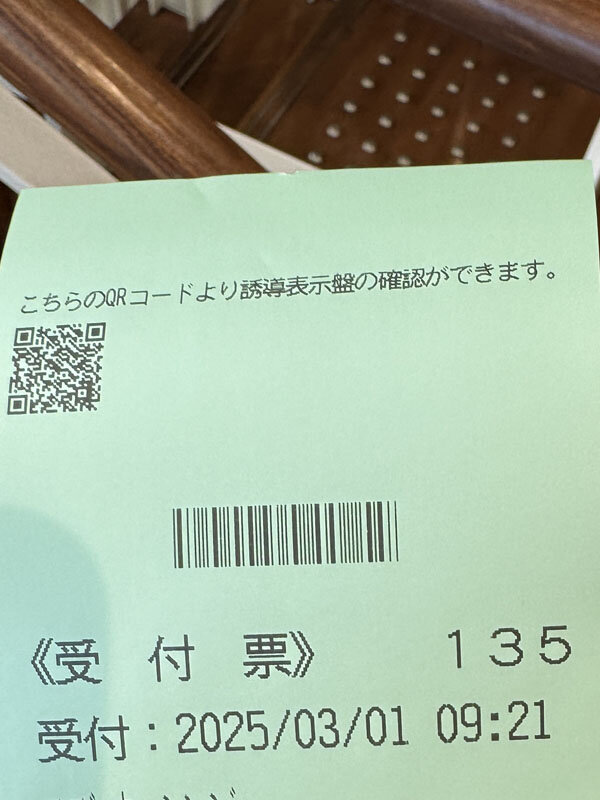 こちらのQRコードより誘導表示盤の確認ができます。
《受 付 票》 １３５
受付：2025/03/01 09:21